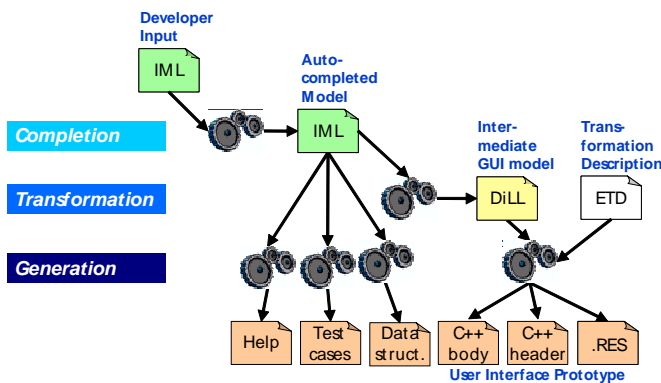 Developer
Input
IML
Auto-
completed
Model
IML
Completion
Inter-
mediate
GUI model
Trans-
formation
Description
Transformation
DiLL
ETD
Generation
Help
Test
cases
Data
struct.
C++
body
C++
header
.RES
User Interface Prototype